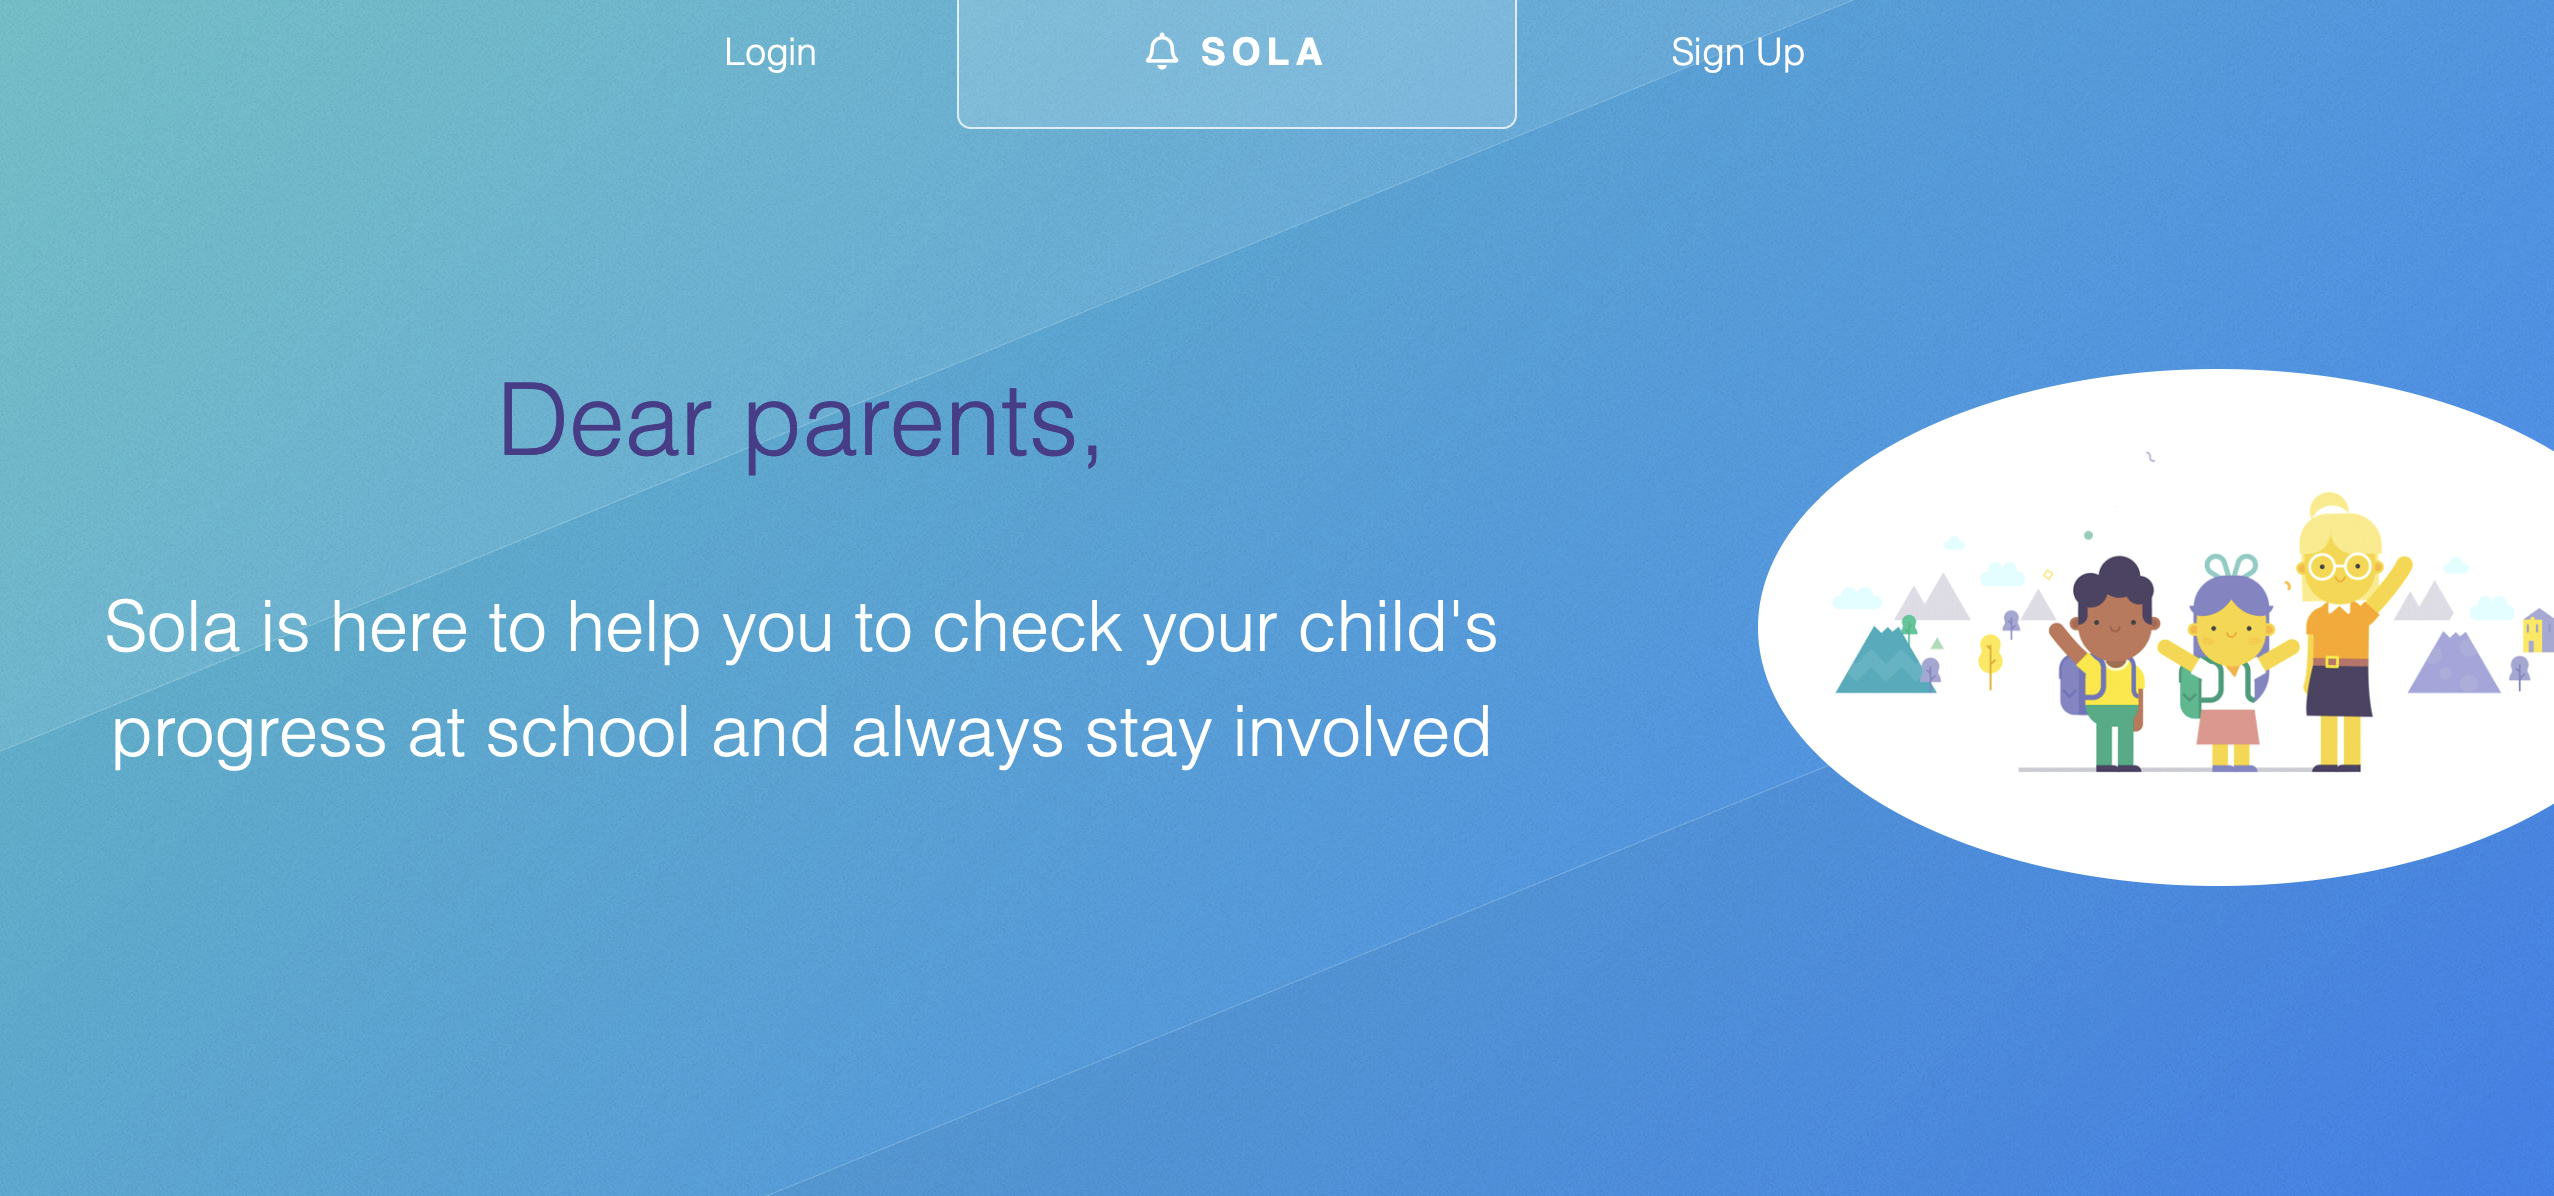 Login
SOLA
Sign Up
Dear parents,
Sola is here to help you to check your child's
progress at school and always stay involved